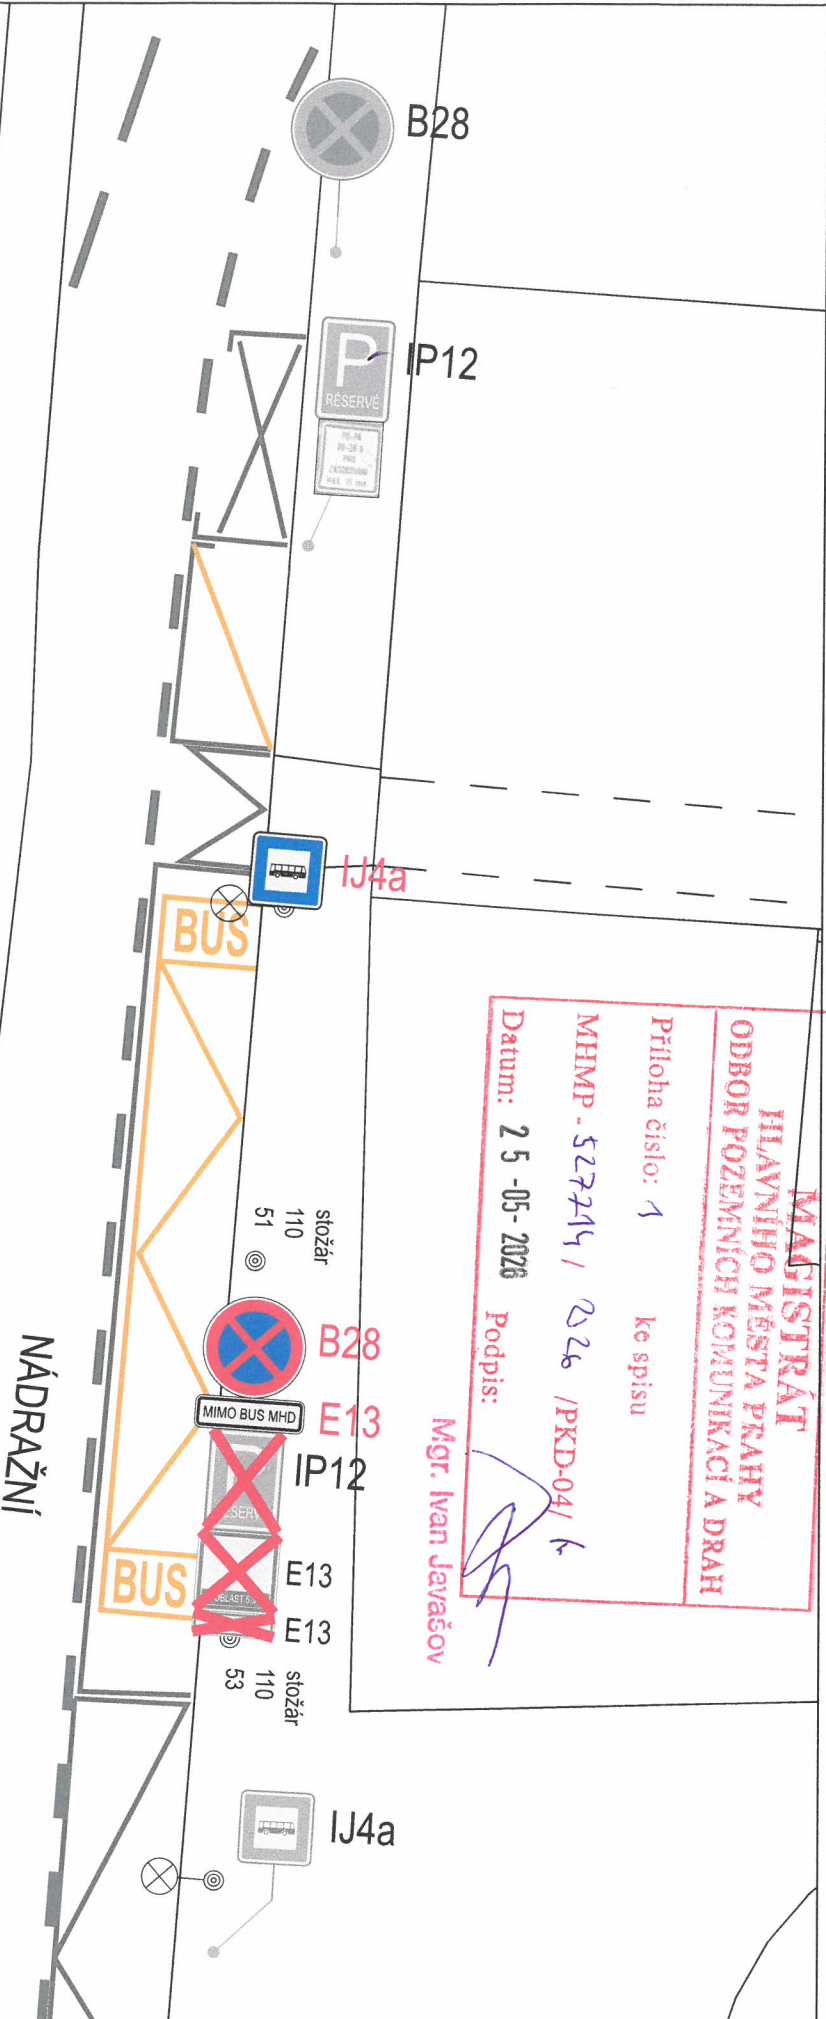 B28
P
RÉSERVÉ
IP12
IJ4a
BUS
MAGISTRÁT
HLAVNÍHO MĚSTA PRAHY
ODBOR POZEMNÍCH KOMUNIKACÍ A DRAH
Příloha číslo: 1 ke spisu
MHMP - 527714 / 2026 /PKD-04/
Datum: 25 -05- 2026 Podpis:
Mgr. Ivan Javašov
stožár
110
51
B28
MIMO BUS MHD
E13
IP12
E13
BUS
E13
stožár
110
53
NÁDRAŽNÍ
IJ4a